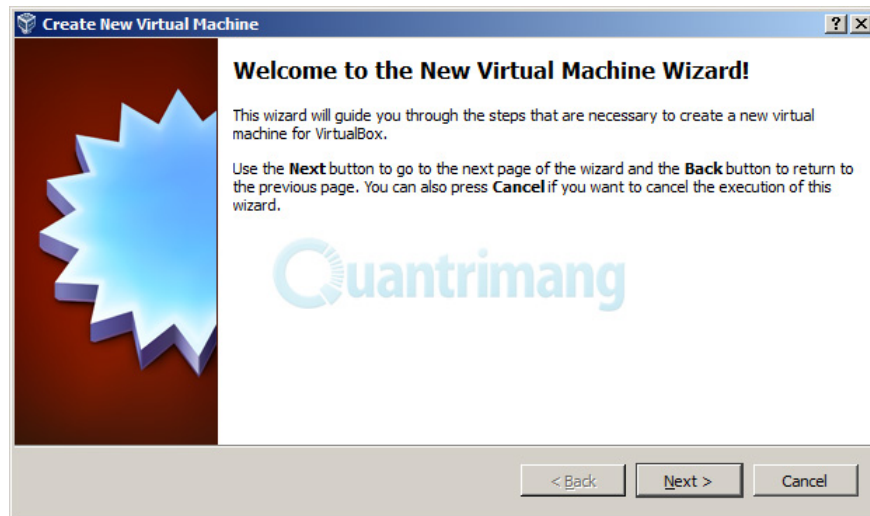 Create New Virtual Machine
Welcome to the New Virtual Machine Wizard!
This wizard will guide you through the steps that are necessary to create a new virtual
machine for VirtualBox.
Use the Next button to go to the next page of the wizard and the Back button to return to
the previous page. You can also press Cancel if you want to cancel the execution of this
wizard.
Quantrimang
< Back Next > Cancel